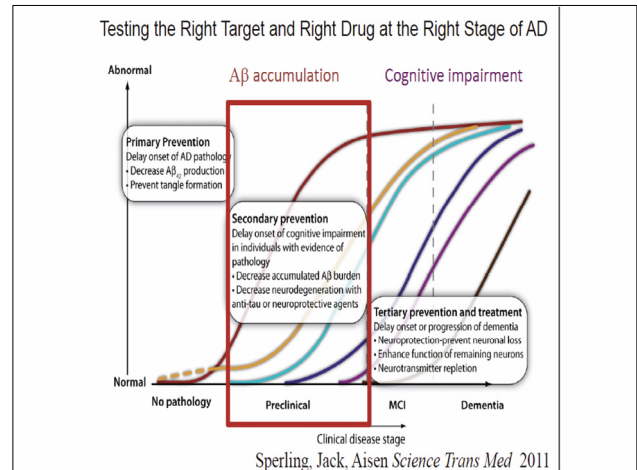 Testing the Right Target and Right Drug at the Right Stage of AD
Abnormal
Aβ accumulation
Cognitive impairment
Primary Prevention
Delay onset of AD pathology
• Decrease Aβ42 production
• Prevent tangle formation
Secondary prevention
Delay onset of cognitive impairment
in individuals with evidence of
pathology
• Decrease accumulated Aβ burden
• Decrease neurodegeneration with
anti-tau or neuroprotective agents
Tertiary prevention and treatment
Delay onset or progression of dementia
• Neuroprotection-prevent neuronal loss
• Enhance function of remaining neurons
• Neurotransmitter repletion
Normal
No pathology
Preclinical
MCI
Dementia
Clinical disease stage
Sperling, Jack, Aisen Science Trans Med 2011